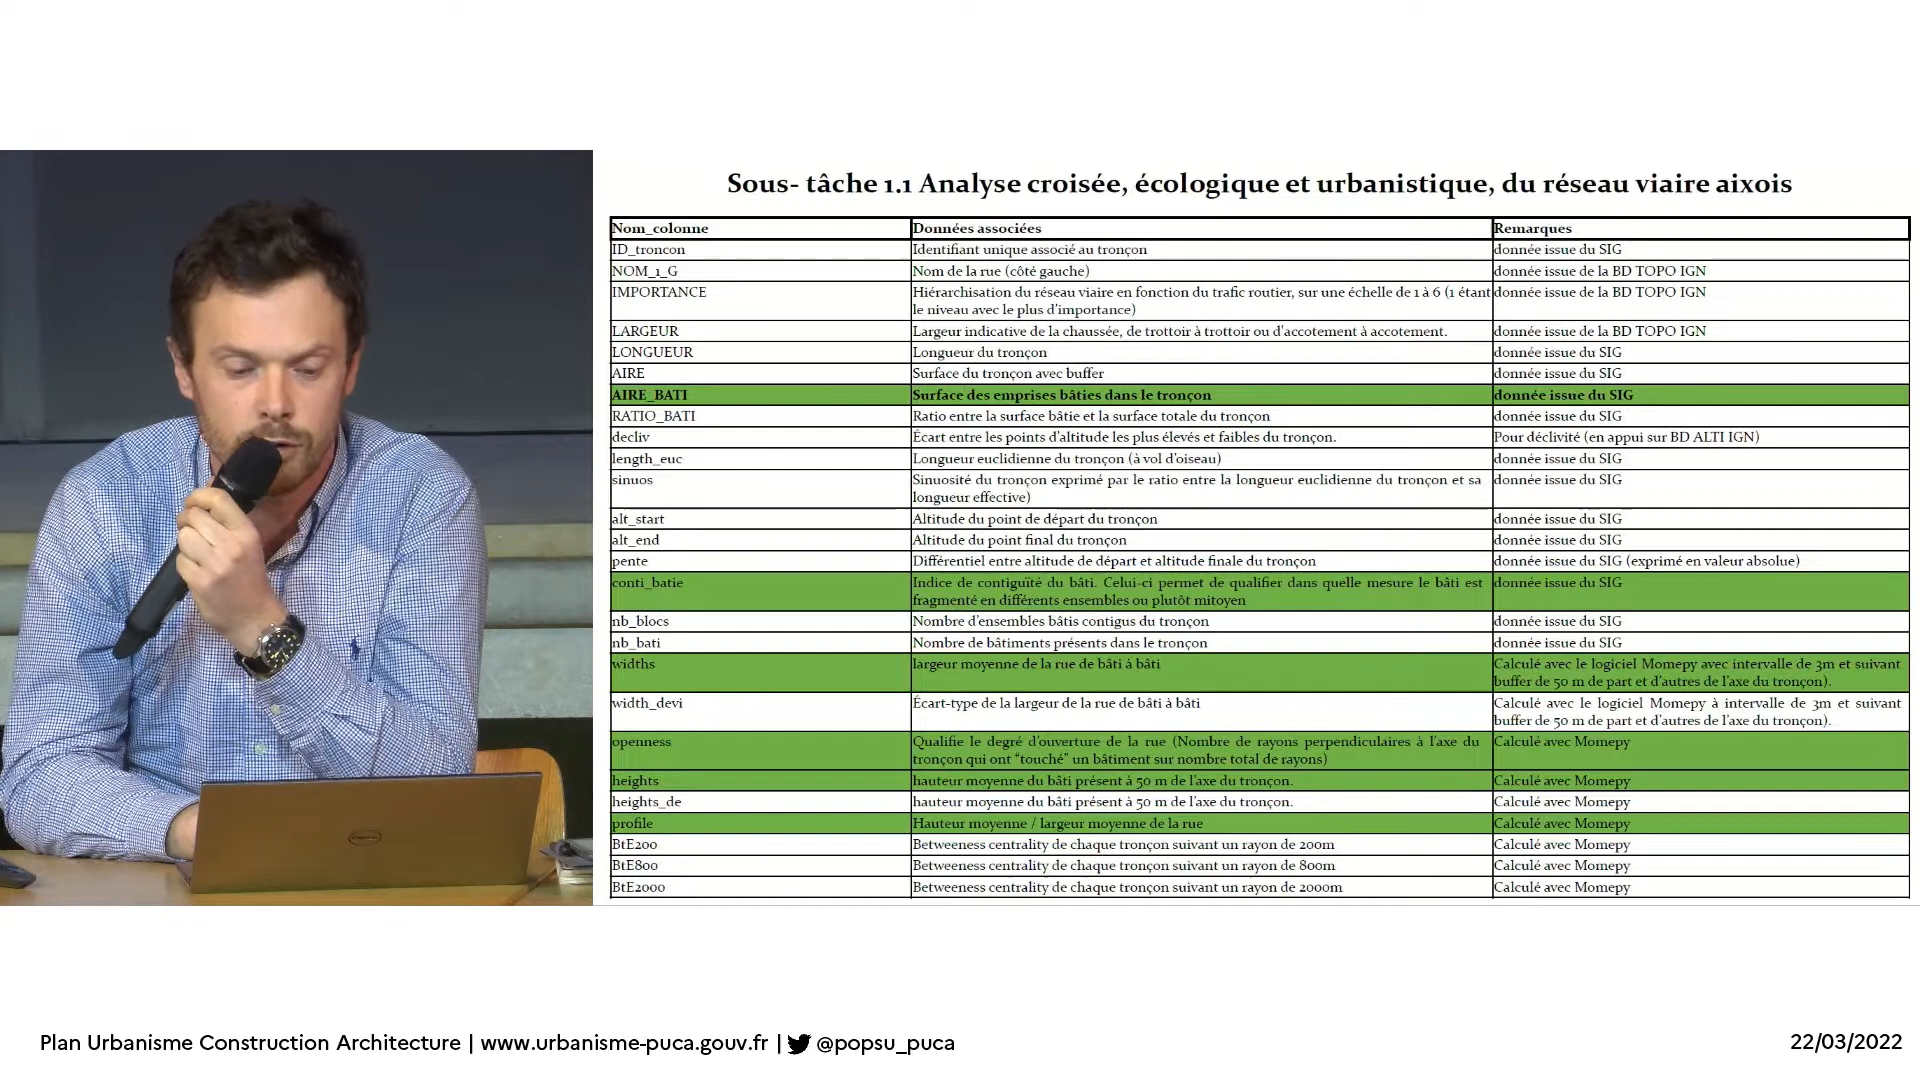 Sous- tâche 1.1 Analyse croisée, écologique et urbanistique, du réseau viaire aixois
Nom_colonne Données associées Remarques
ID_troncon Identifiant unique associé au tronçon donnée issue du SIG
NOM_1_G Nom de la rue (côté gauche) donnée issue de la BD TOPO IGN
IMPORTANCE Hiérarchisation du réseau viaire en fonction du trafic routier, sur une échelle de 1 à 6 (1 étant donnée issue de la BD TOPO IGN
le niveau avec le plus d'importance)
LARGEUR Largeur indicative de la chaussée, de trottoir à trottoir ou d'accotement à accotement. donnée issue de la BD TOPO IGN
LONGUEUR Longueur du tronçon donnée issue du SIG
AIRE Surface du tronçon avec buffer donnée issue du SIG
AIRE_BATI Surface des emprises bâties dans le tronçon donnée issue du SIG
RATIO_BATI Ratio entre la surface bâtie et la surface totale du tronçon donnée issue du SIG
decliv Écart entre les points d'altitude les plus élevés et faibles du tronçon. Pour déclivité (en appui sur BD ALTI IGN)
length_euc Longueur euclidienne du tronçon (à vol d'oiseau) donnée issue du SIG
sinuos Sinuosité du tronçon exprimé par le ratio entre la longueur euclidienne du tronçon et sa donnée issue du SIG
longueur effective)
alt_start Altitude du point de départ du tronçon donnée issue du SIG
alt_end Altitude du point final du tronçon donnée issue du SIG
pente Différentiel entre altitude de départ et altitude finale du tronçon donnée issue du SIG (exprimé en valeur absolue)
conti_batie Indice de contiguïté du bâti. Celui-ci permet de qualifier dans quelle mesure le bâti est donnée issue du SIG
fragmenté en différents ensembles ou plutôt mitoyen
nb_blocs Nombre d'ensembles bâtis contigus du tronçon donnée issue du SIG
nb_bati Nombre de bâtiments présents dans le tronçon donnée issue du SIG
widths largeur moyenne de la rue de bâti à bâti Calculé avec le logiciel Momepy avec intervalle de 3m et suivant
buffer de 50 m de part et d'autres de l'axe du tronçon).
width_devi Écart-type de la largeur de la rue de bâti à bâti Calculé avec le logiciel Momepy à intervalle de 3m et suivant
buffer de 50 m de part et d'autres de l'axe du tronçon).
openness Qualifie le degré d'ouverture de la rue (Nombre de rayons perpendiculaires à l'axe du Calculé avec Momepy
tronçon qui ont "touché" un bâtiment sur nombre total de rayons)
heights hauteur moyenne du bâti présent à 50 m de l'axe du tronçon. Calculé avec Momepy
heights_de hauteur moyenne du bâti présent à 50 m de l'axe du tronçon. Calculé avec Momepy
profile Hauteur moyenne / largeur moyenne de la rue Calculé avec Momepy
BtE200 Betweeness centrality de chaque tronçon suivant un rayon de 200m Calculé avec Momepy
BtE800 Betweeness centrality de chaque tronçon suivant un rayon de 800m Calculé avec Momepy
BtE2000 Betweeness centrality de chaque tronçon suivant un rayon de 2000m Calculé avec Momepy
Plan Urbanisme Construction Architecture | www.urbanisme-puca.gouv.fr | @popsu_puca 22/03/2022